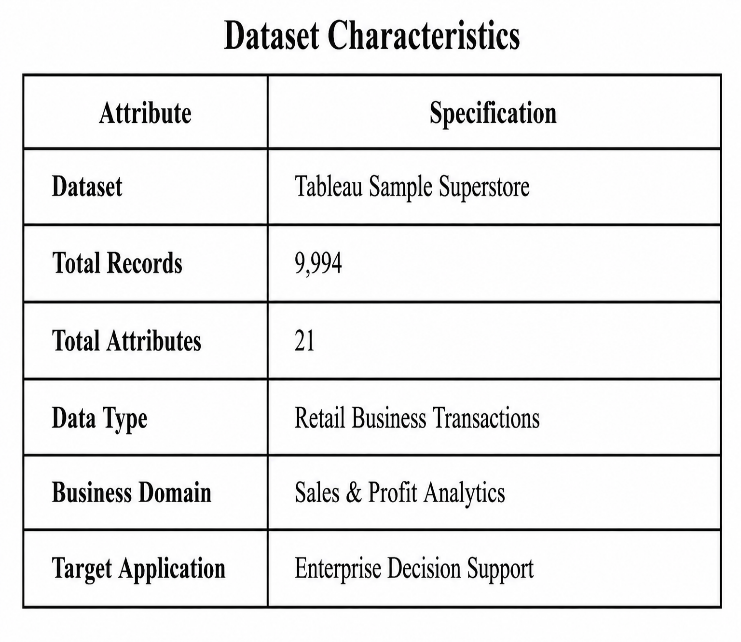 Dataset Characteristics
Attribute Specification
Dataset Tableau Sample Superstore
Total Records 9,994
Total Attributes 21
Data Type Retail Business Transactions
Business Domain Sales & Profit Analytics
Target Application Enterprise Decision Support